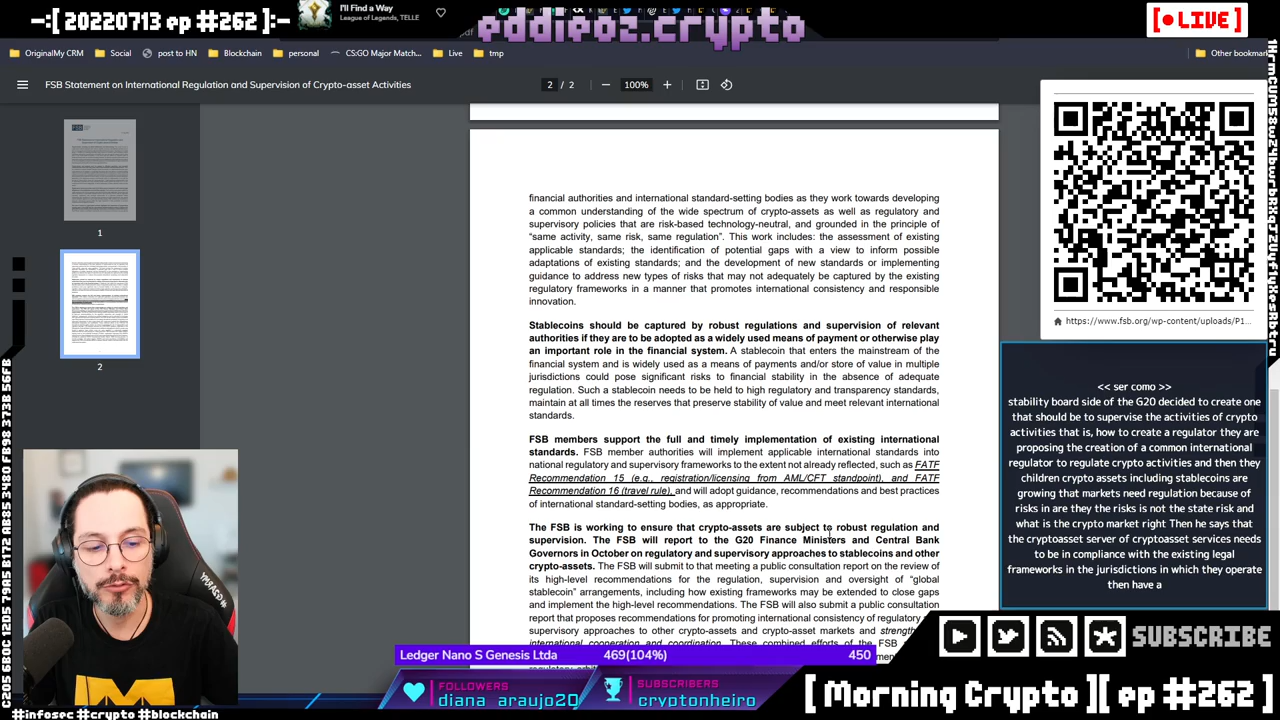 —:[ 20220713 ep #262 ]:—
I'll Find a Way
League of Legends, TELLE
eddieoz.crypto
[ • LIVE ]
OriginalMy CRM
Social
post to HN
Blockchain
personal
CS:GO Major Match...
Live
tmp
Other bookmar
FSB Statement on International Regulation and Supervision of Crypto-asset Activities
2 / 2
100%
1
2
financial authorities and international standard-setting bodies as they work towards developing
a common understanding of the wide spectrum of crypto-assets as well as regulatory and
supervisory policies that are risk-based technology-neutral, and grounded in the principle of
“same activity, same risk, same regulation”. This work includes: the assessment of existing
applicable standards; the identification of potential gaps with a view to inform possible
adaptations of existing standards; and the development of new standards or implementing
guidance to address new types of risks that may not adequately be captured by the existing
regulatory frameworks in a manner that promotes international consistency and responsible
innovation.
Stablecoins should be captured by robust regulations and supervision of relevant
authorities if they are to be adopted as a widely used means of payment or otherwise play
an important role in the financial system. A stablecoin that enters the mainstream of the
financial system and is widely used as a means of payments and/or store of value in multiple
jurisdictions could pose significant risks to financial stability in the absence of adequate
regulation. Such a stablecoin needs to be held to high regulatory and transparency standards,
maintain at all times the reserves that preserve stability of value and meet relevant international
standards.
FSB members support the full and timely implementation of existing international
standards. FSB member authorities will implement applicable international standards into
national regulatory and supervisory frameworks to the extent not already reflected, such as FATF
Recommendation 15 (e.g., registration/licensing from AML/CFT standpoint), and FATF
Recommendation 16 (travel rule), and will adopt guidance, recommendations and best practices
of international standard-setting bodies, as appropriate.
The FSB is working to ensure that crypto-assets are subject to robust regulation and
supervision. The FSB will report to the G20 Finance Ministers and Central Bank
Governors in October on regulatory and supervisory approaches to stablecoins and other
crypto-assets. The FSB will submit to that meeting a public consultation report on the review of
its high-level recommendations for the regulation, supervision and oversight of “global
stablecoin” arrangements, including how existing frameworks may be extended to close gaps
and implement the high-level recommendations. The FSB will also submit a public consultation
report that proposes recommendations for promoting international consistency of regulatory
supervisory approaches to other crypto-assets and crypto-asset markets and
international cooperation and coordination. These combined efforts of the FSB
https://www.fsb.org/wp-content/uploads/P1...
<< ser como >>
stability board side of the G20 decided to create one
that should be to supervise the activities of crypto
activities that is, how to create a regulator they are
proposing the creation of a common international
regulator to regulate crypto activities and then they
children crypto assets including stablecoins are
growing that markets need regulation because of
risks in are they the risks is not the state risk and
what is the crypto market right Then he says that
the cryptoasset server of cryptoasset services needs
to be in compliance with the existing legal
frameworks in the jurisdictions in which they operate
then have a
Ledger Nano S Genesis Ltda 469(104%) 450
FOLLOWERS
diana_araujo20
SUBSCRIBERS
cryptonheiro
SUBSCRIBE
[ Morning Crypto ][ ep #262 ]
#infosec #crypto #blockchain